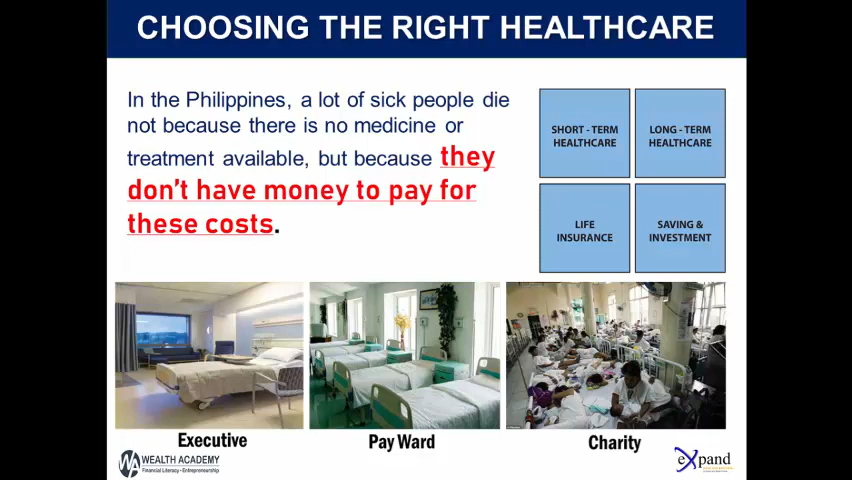 CHOOSING THE RIGHT HEALTHCARE
In the Philippines, a lot of sick people die
not because there is no medicine or
treatment available, but because they
don't have money to pay for
these costs.
SHORT - TERM
HEALTHCARE
LONG - TERM
HEALTHCARE
LIFE
INSURANCE
SAVING &
INVESTMENT
Executive
Pay Ward
Charity
WA WEALTH ACADEMY
Financial Literacy • Entrepreneurship
eXpand